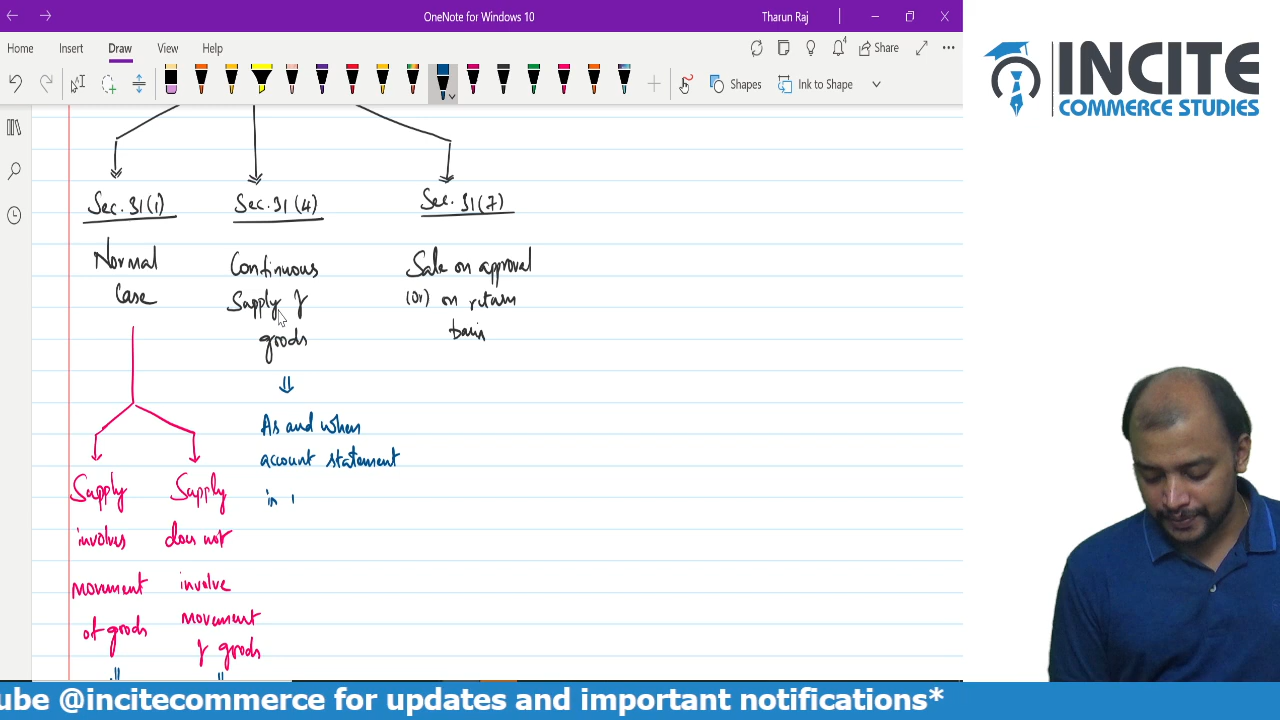 OneNote for Windows 10
Tharun Raj
Home Insert Draw View Help
4
Share
Shapes
Ink to Shape
INCITE
COMMERCE STUDIES
Sec. 31(1)
Normal
Case
Supply
involves
movement
of goods
Supply
does not
involve
movement
of goods
Sec. 31(4)
Continuous
Supply of
goods
As and when
account statement
is
Sec. 31(7)
Sale on approval
(or) on return
basis
ube @incitecommerce for updates and important notifications*